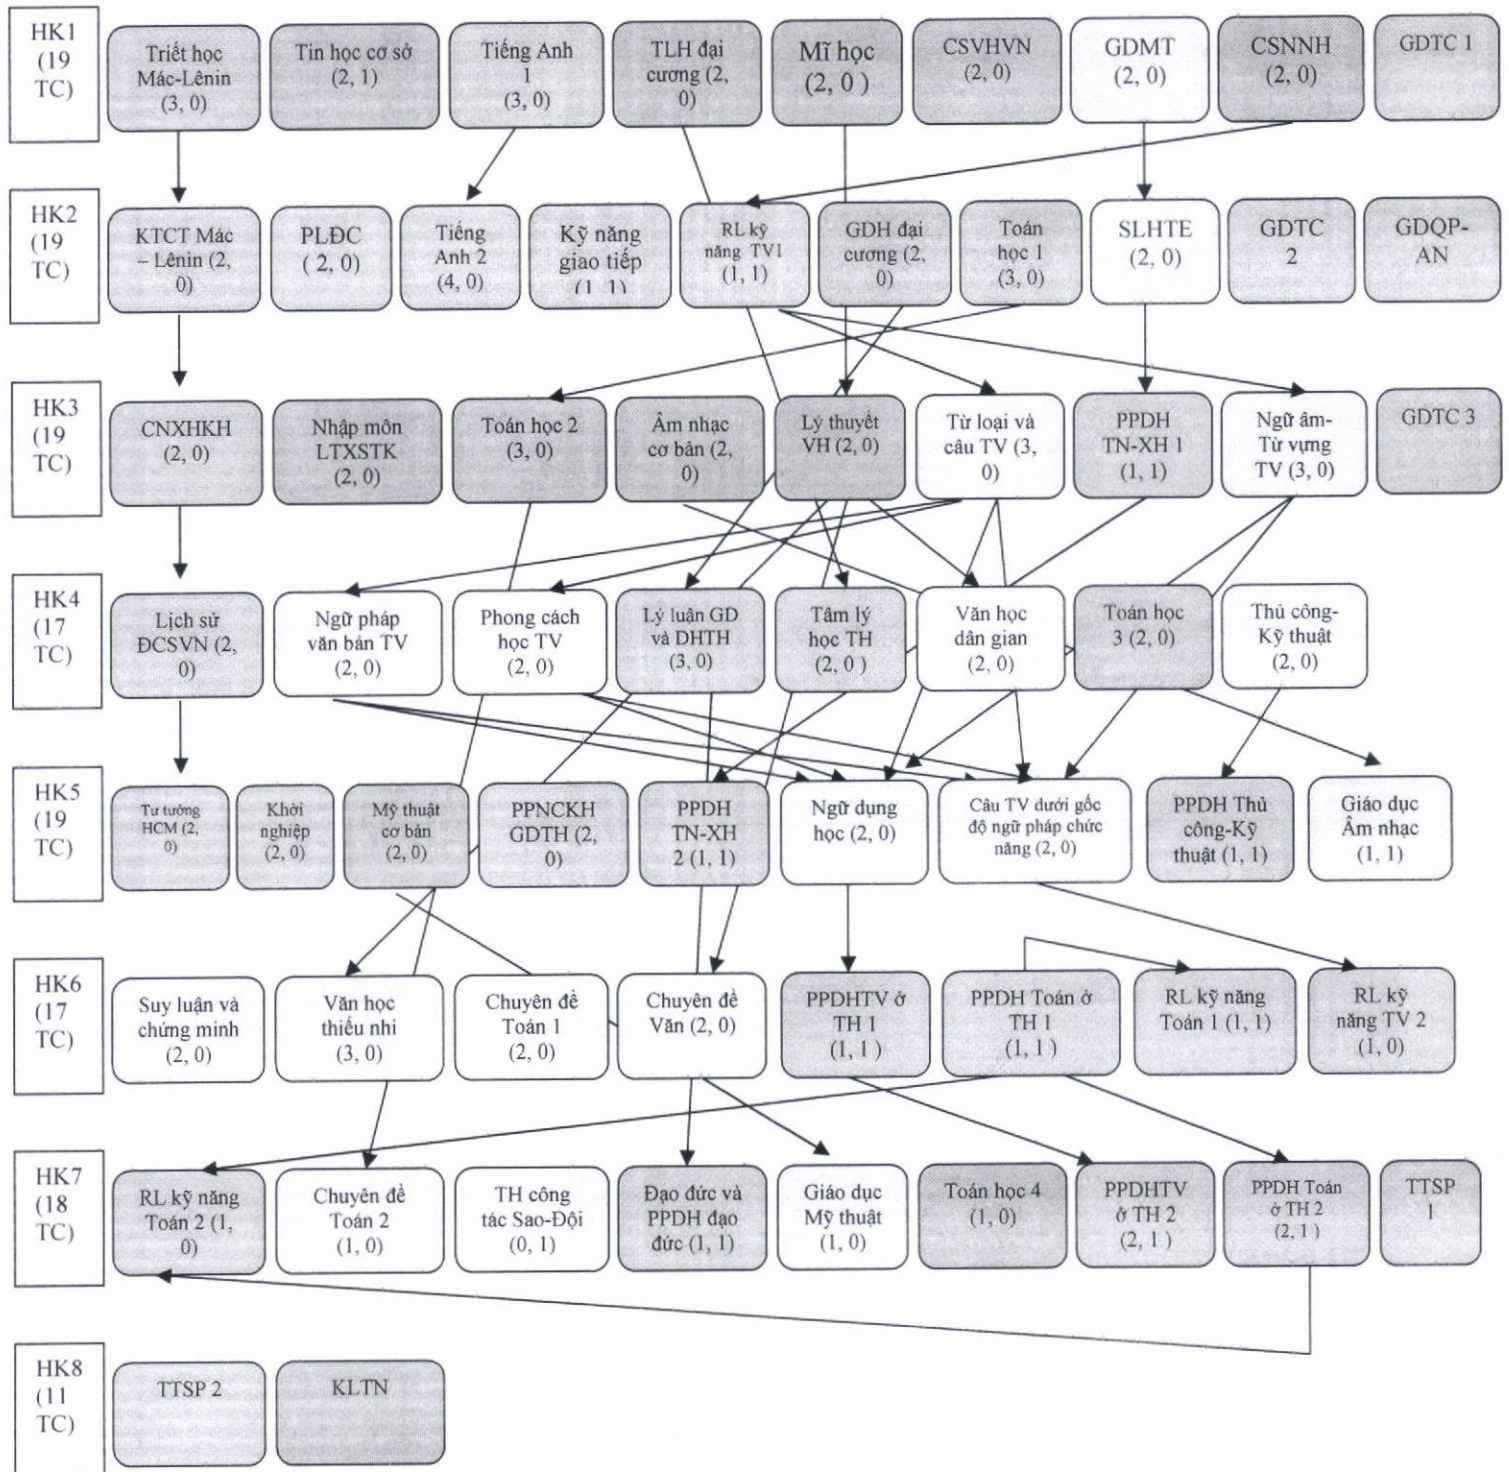 HK1
(19
TC)
Triết học
Mác-Lênin
(3, 0)
Tin học cơ sở
(2, 1)
Tiếng Anh
1
(3, 0)
TLH đại
cương (2,
0)
Mĩ học
(2, 0 )
CSVHVN
(2, 0)
GDMT
(2, 0)
CSNNH
(2, 0)
GDTC 1
HK2
(19
TC)
KTCT Mác
– Lênin (2,
0)
PLĐC
( 2, 0)
Tiếng
Anh 2
(4, 0)
Kỹ năng
giao tiếp
(1, 1)
RL kỹ
năng TV1
(1, 1)
GDH đại
cương (2,
0)
Toán
học 1
(3, 0)
SLHTE
(2, 0)
GDTC
2
GDQP-
AN
HK3
(19
TC)
CNXHKH
(2, 0)
Nhập môn
LTXSTK
(2, 0)
Toán học 2
(3, 0)
Âm nhạc
cơ bản (2,
0)
Lý thuyết
VH (2, 0)
Từ loại và
câu TV (3,
0)
PPDH
TN-XH 1
(1, 1)
Ngữ âm-
Từ vựng
TV (3, 0)
GDTC 3
HK4
(17
TC)
Lịch sử
ĐCSVN (2,
0)
Ngữ pháp
văn bản TV
(2, 0)
Phong cách
học TV
(2, 0)
Lý luận GD
và DHTH
(3, 0)
Tâm lý
học TH
(2, 0 )
Văn học
dân gian
(2, 0)
Toán học
3 (2, 0)
Thủ công-
Kỹ thuật
(2, 0)
HK5
(19
TC)
Tư tưởng
HCM (2,
0)
Khởi
nghiệp
(2, 0)
Mỹ thuật
cơ bản
(2, 0)
PPNCKH
GDTH (2,
0)
PPDH
TN-XH
2 (1, 1)
Ngữ dụng
học (2, 0)
Câu TV dưới gốc
độ ngữ pháp chức
năng (2, 0)
PPDH Thủ
công-Kỹ
thuật (1, 1)
Giáo dục
Âm nhạc
(1, 1)
HK6
(17
TC)
Suy luận và
chứng minh
(2, 0)
Văn học
thiếu nhi
(3, 0)
Chuyên đề
Toán 1
(2, 0)
Chuyên đề
Văn (2, 0)
PPDHTV ở
TH 1
(1, 1 )
PPDH Toán ở
TH 1
(1, 1 )
RL kỹ năng
Toán 1 (1, 1)
RL kỹ
năng TV 2
(1, 0)
HK7
(18
TC)
RL kỹ năng
Toán 2 (1,
0)
Chuyên đề
Toán 2
(1, 0)
TH công
tác Sao-Đội
(0, 1)
Đạo đức và
PPDH đạo
đức (1, 1)
Giáo dục
Mỹ thuật
(1, 0)
Toán học 4
(1, 0)
PPDHTV
ở TH 2
(2, 1 )
PPDH Toán
ở TH 2
(2, 1 )
TTSP
1
HK8
(11
TC)
TTSP 2
KLTN